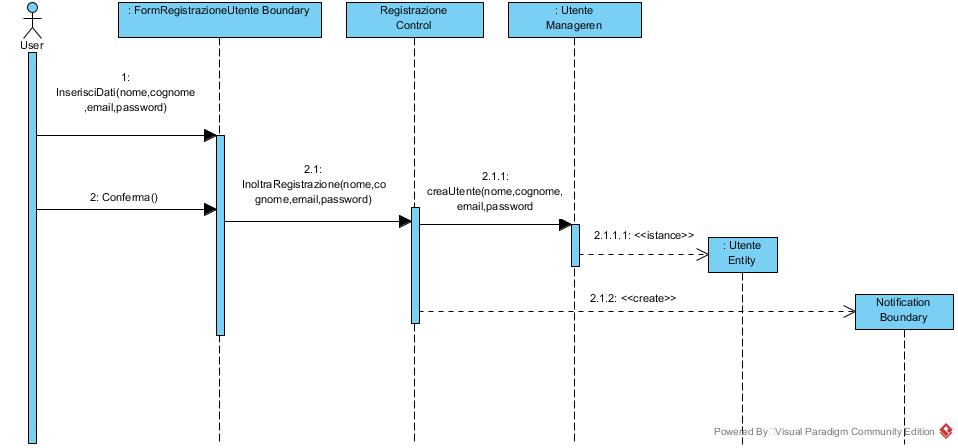 : FormRegistrazioneUtente Boundary
Registrazione
Control
: Utente
Manageren
User
1:
InserisciDati(nome,cognome
,email,password)
2: Conferma()
2.1:
InoltraRegistrazione(nome,co
gnome,email,password)
2.1.1:
creaUtente(nome,cognome,
email,password
2.1.1.1: <<istance>>
: Utente
Entity
2.1.2: <<create>>
Notification
Boundary
Powered By Visual Paradigm Community Edition